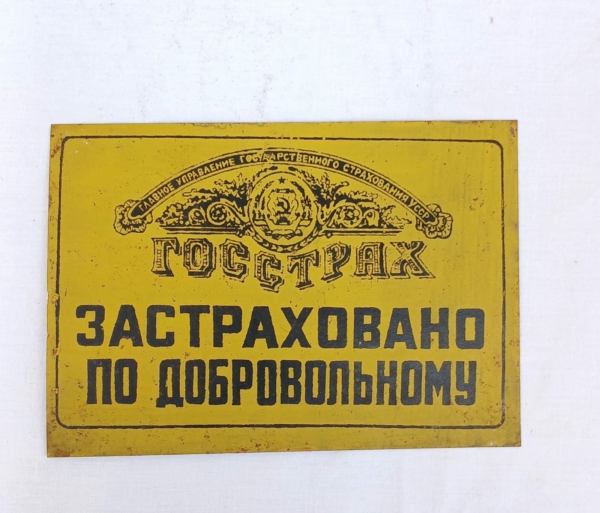 ГЛАВНОЕ УПРАВЛЕНИЕ ГОСУДАРСТВЕННОГО СТРАХОВАНИЯ УССР
ГОССТРАХ
ЗАСТРАХОВАНО
ПО ДОБРОВОЛЬНОМУ